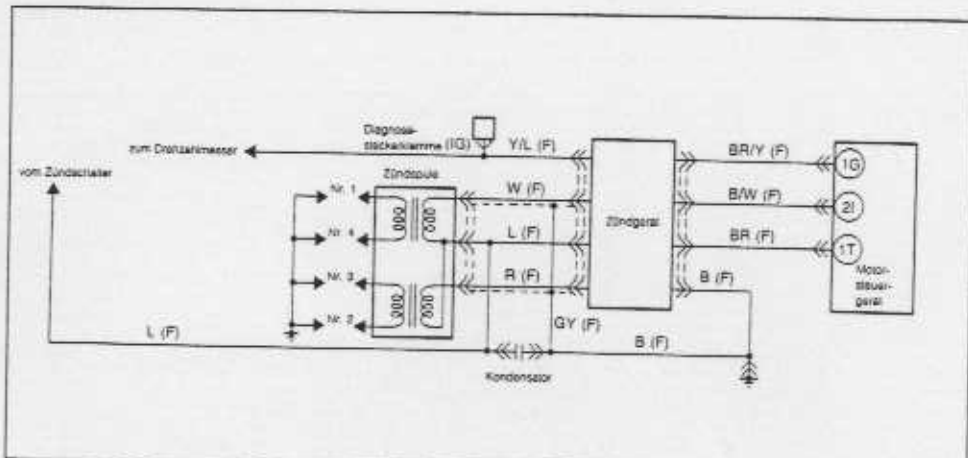 Diagnose-
steckerklemme (IG)
Y/L (F)
BR/Y (F)
1G
zum Drehzahlmesser
vom Zündschalter
Zündspule
Nr. 1
W (F)
B/W (F)
2I
Zündgerät
Nr. 4
L (F)
BR (F)
1T
Nr. 3
R (F)
B (F)
Motor-
steuer-
gerät
Nr. 2
L (F)
GY (F)
B (F)
Kondensator